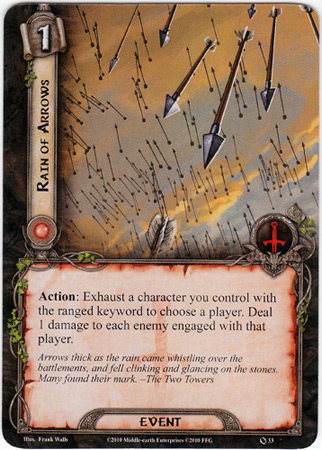 1
RAIN OF ARROWS
Action: Exhaust a character you control with
the ranged keyword to choose a player. Deal
1 damage to each enemy engaged with that
player.
Arrows thick as the rain came whistling over the
battlements, and fell clinking and glancing on the stones.
Many found their mark. –The Two Towers
EVENT
Illus. Frank Walls
©2010 Middle-earth Enterprises ©2010 FFG
33